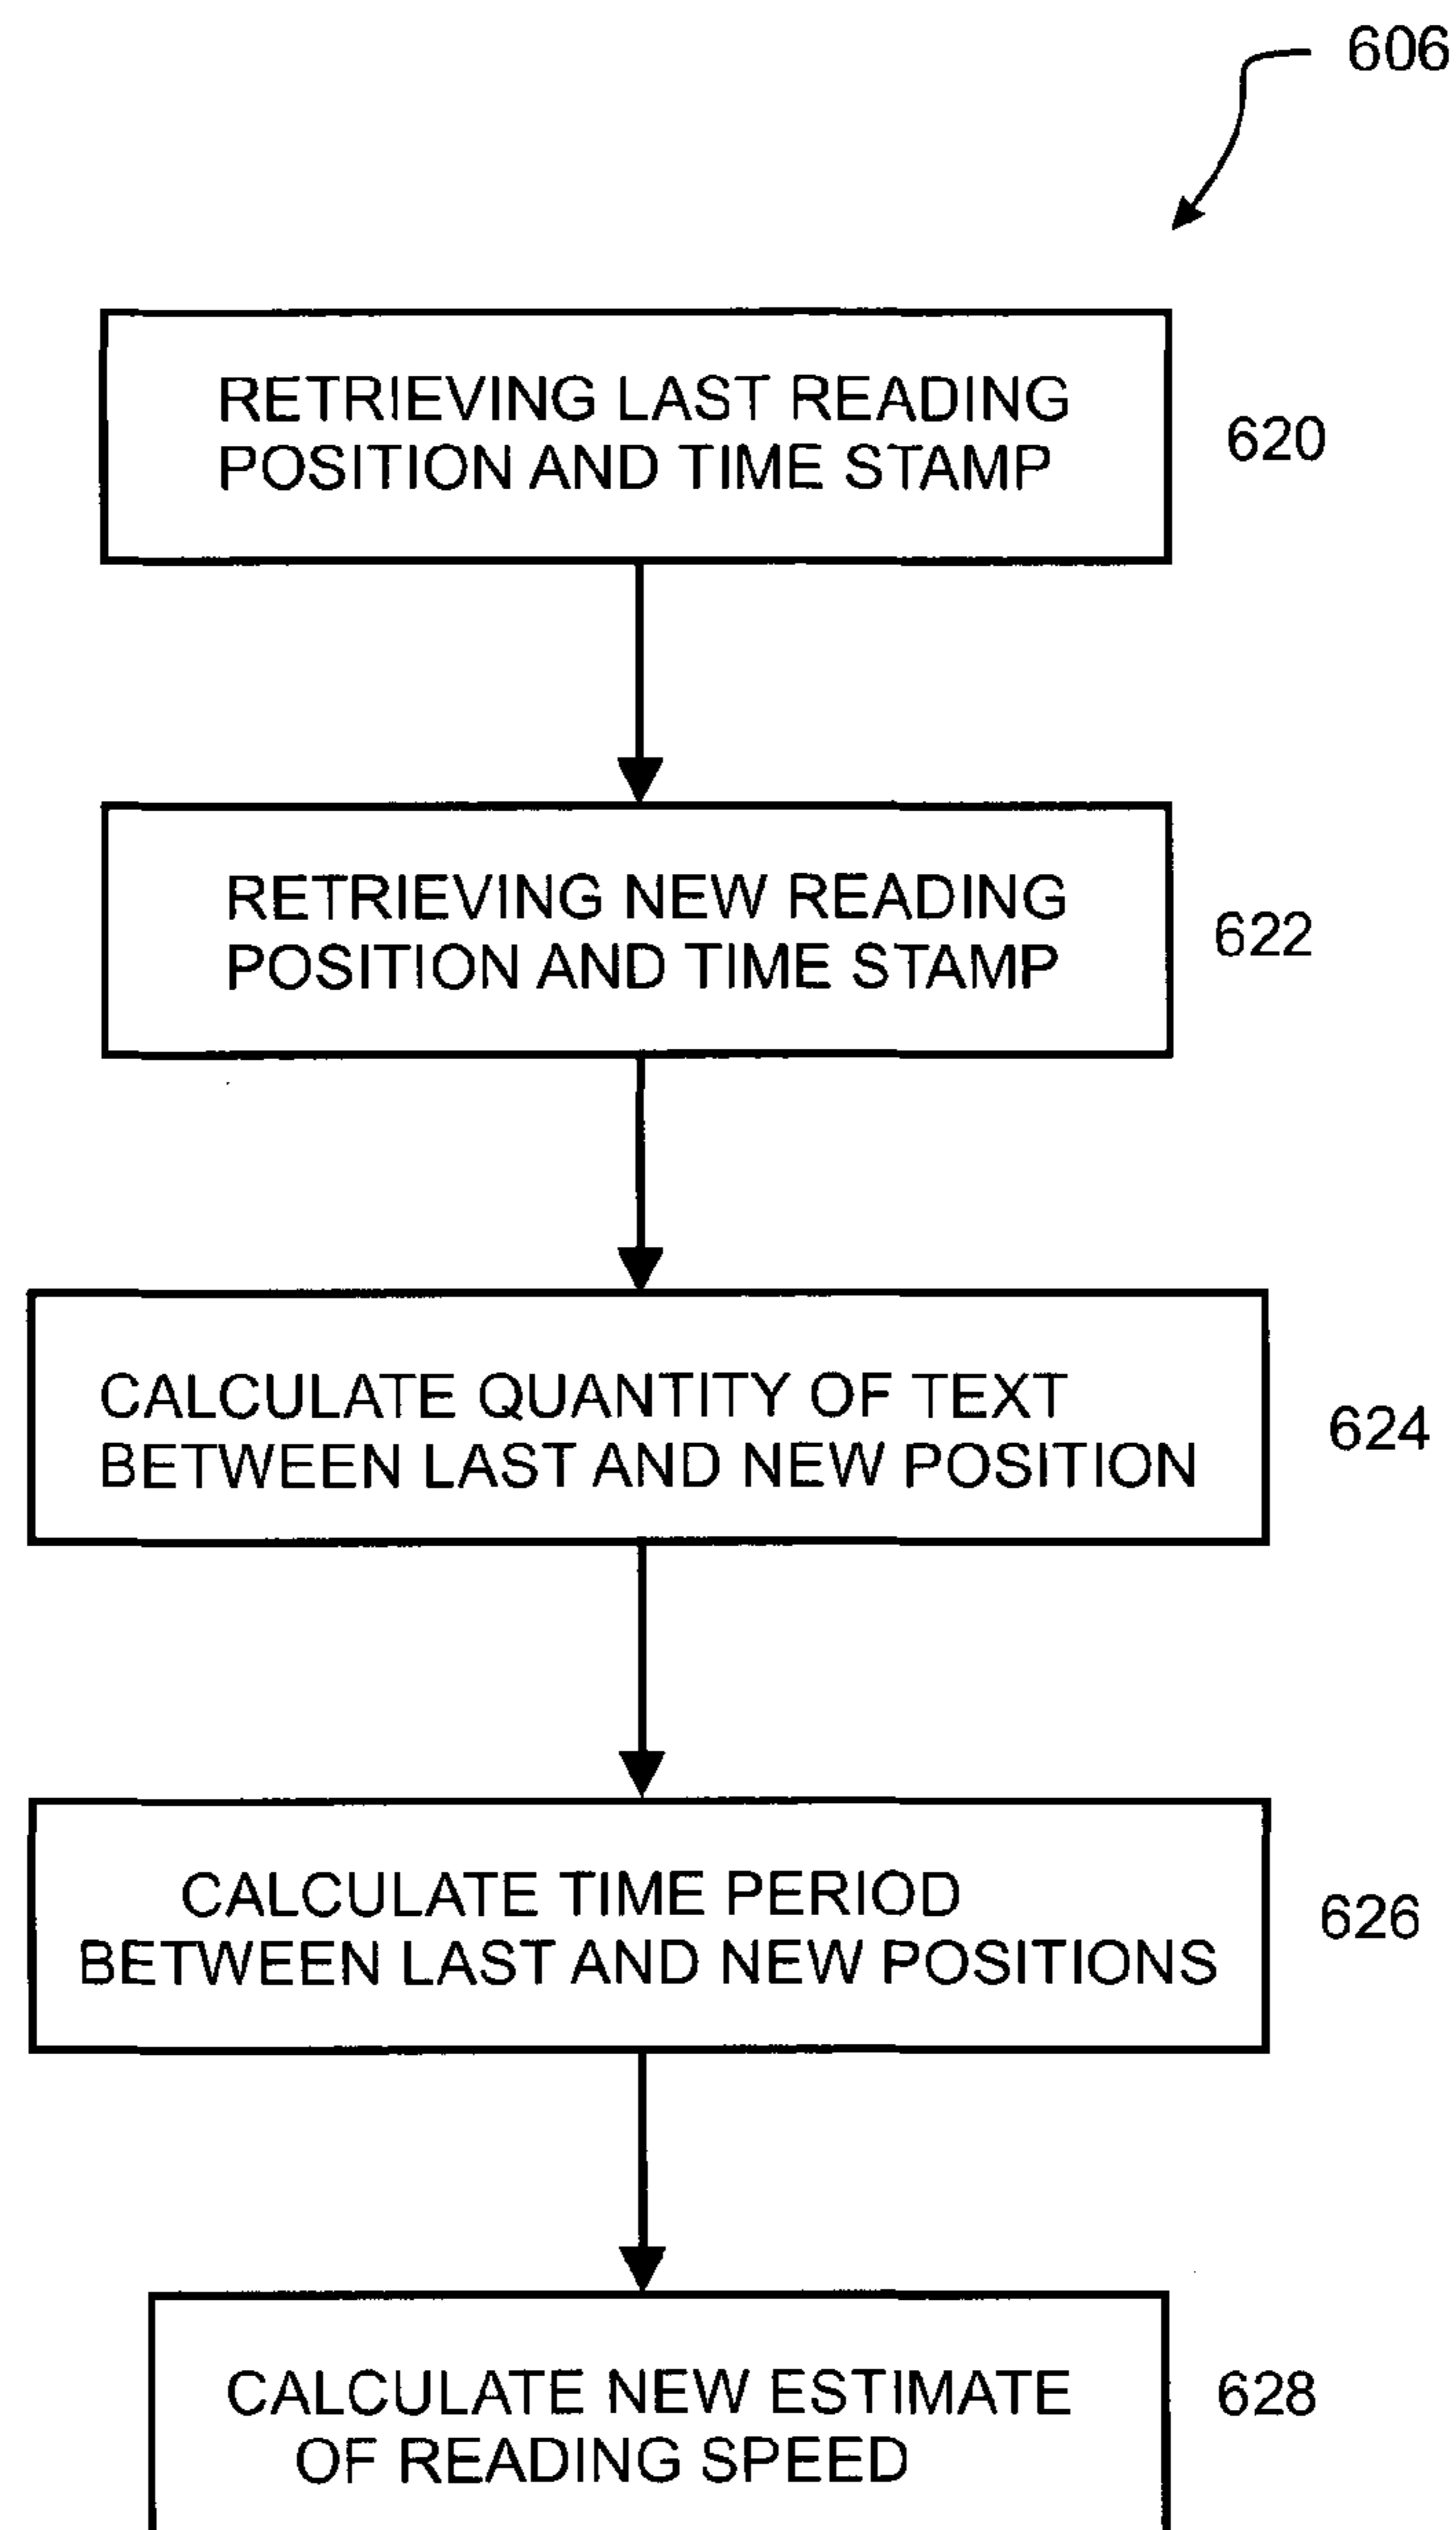 606
RETRIEVING LAST READING
POSITION AND TIME STAMP
620
RETRIEVING NEW READING
POSITION AND TIME STAMP
622
CALCULATE QUANTITY OF TEXT
BETWEEN LAST AND NEW POSITION
624
CALCULATE TIME PERIOD
BETWEEN LAST AND NEW POSITIONS
626
CALCULATE NEW ESTIMATE
OF READING SPEED
628